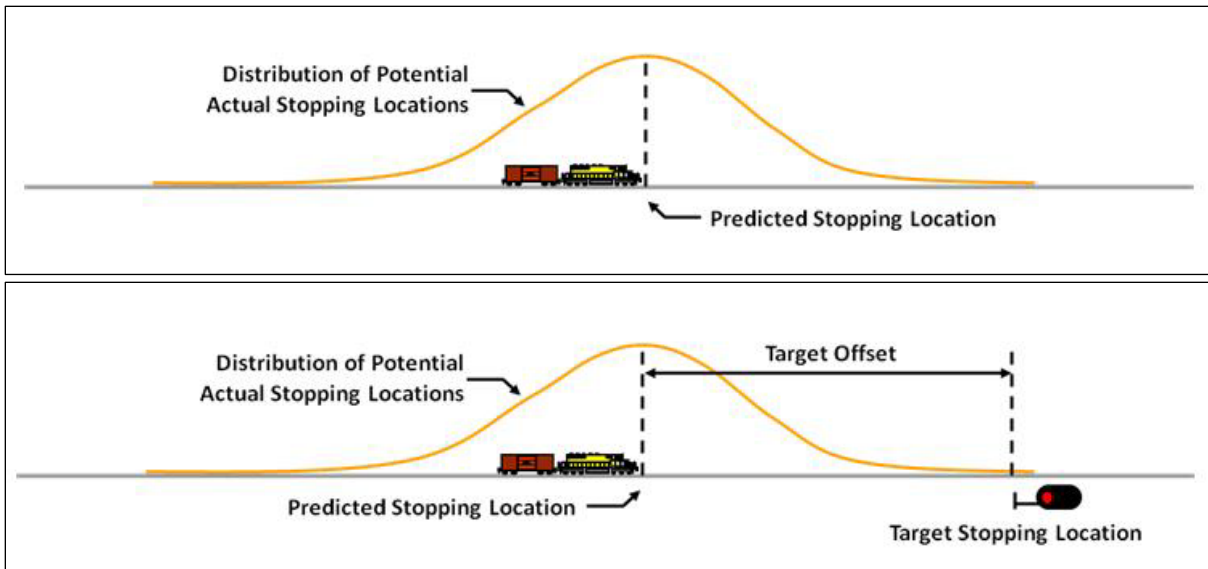 Distribution of Potential
Actual Stopping Locations
Predicted Stopping Location
Distribution of Potential
Actual Stopping Locations
Target Offset
Predicted Stopping Location
Target Stopping Location